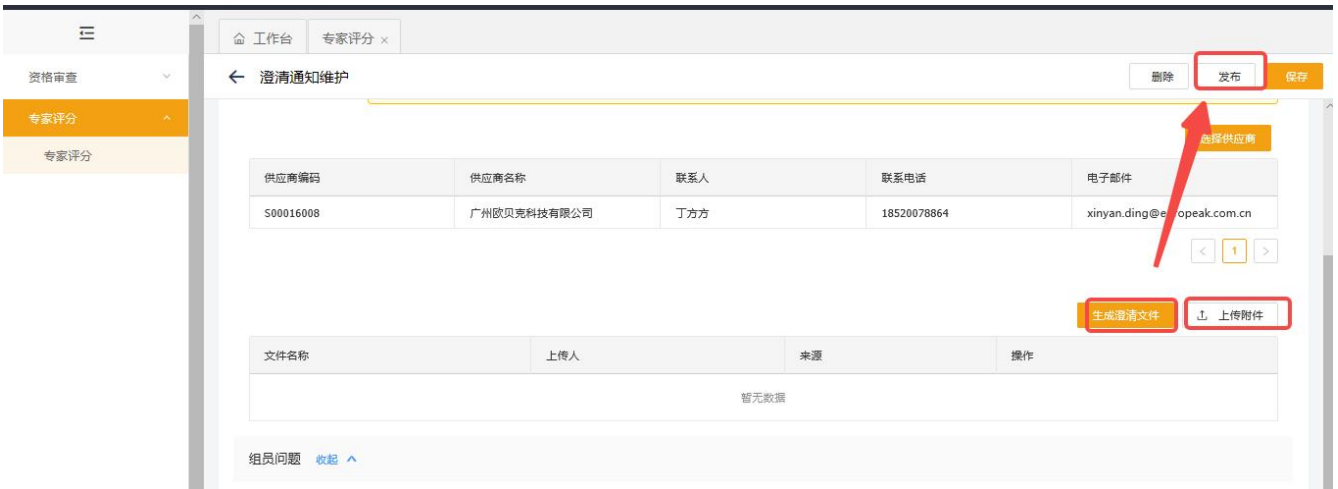 工作台 专家评分 ×
资格审查
澄清通知维护 删除 发布 保存
专家评分
专家评分
选择供应商
供应商编码 供应商名称 联系人 联系电话 电子邮件
S00016008 广州欧贝克科技有限公司 丁方方 18520078864
< 1 >
生成澄清文件 上传附件
文件名称 上传人 来源 操作
暂无数据
组员问题 收起